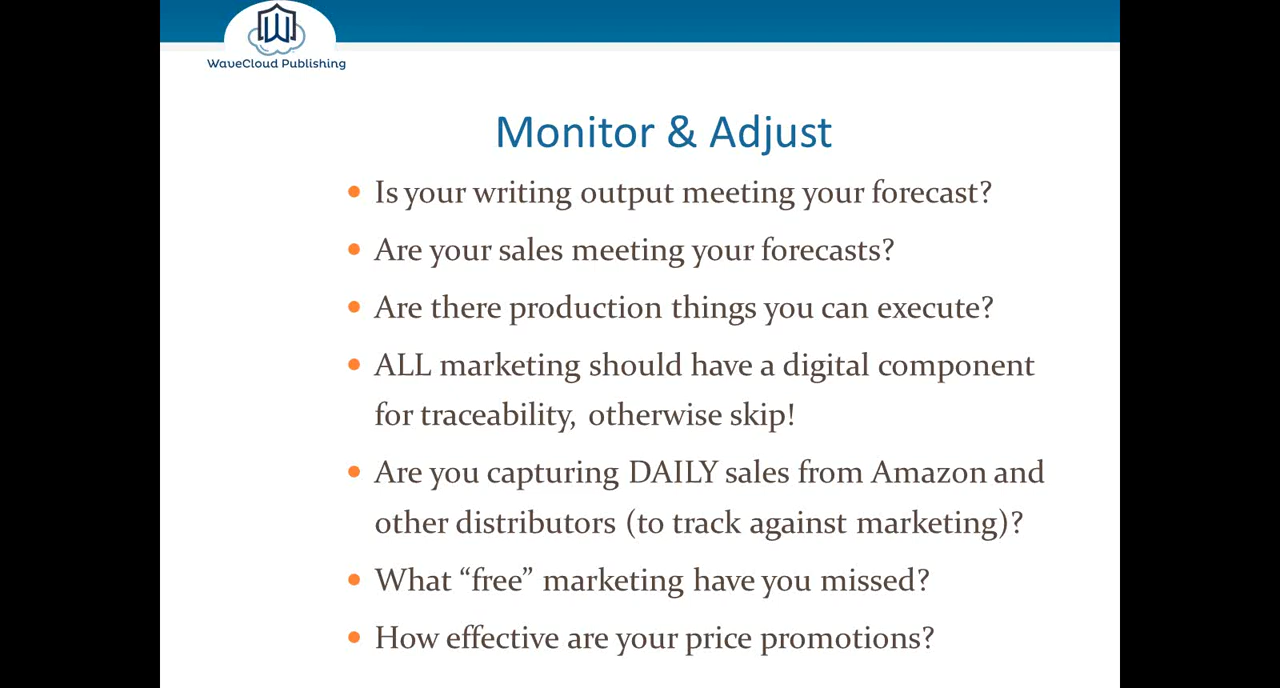 WaveCloud Publishing
Monitor & Adjust
• Is your writing output meeting your forecast?
• Are your sales meeting your forecasts?
• Are there production things you can execute?
• ALL marketing should have a digital component
for traceability, otherwise skip!
• Are you capturing DAILY sales from Amazon and
other distributors (to track against marketing)?
• What “free” marketing have you missed?
• How effective are your price promotions?